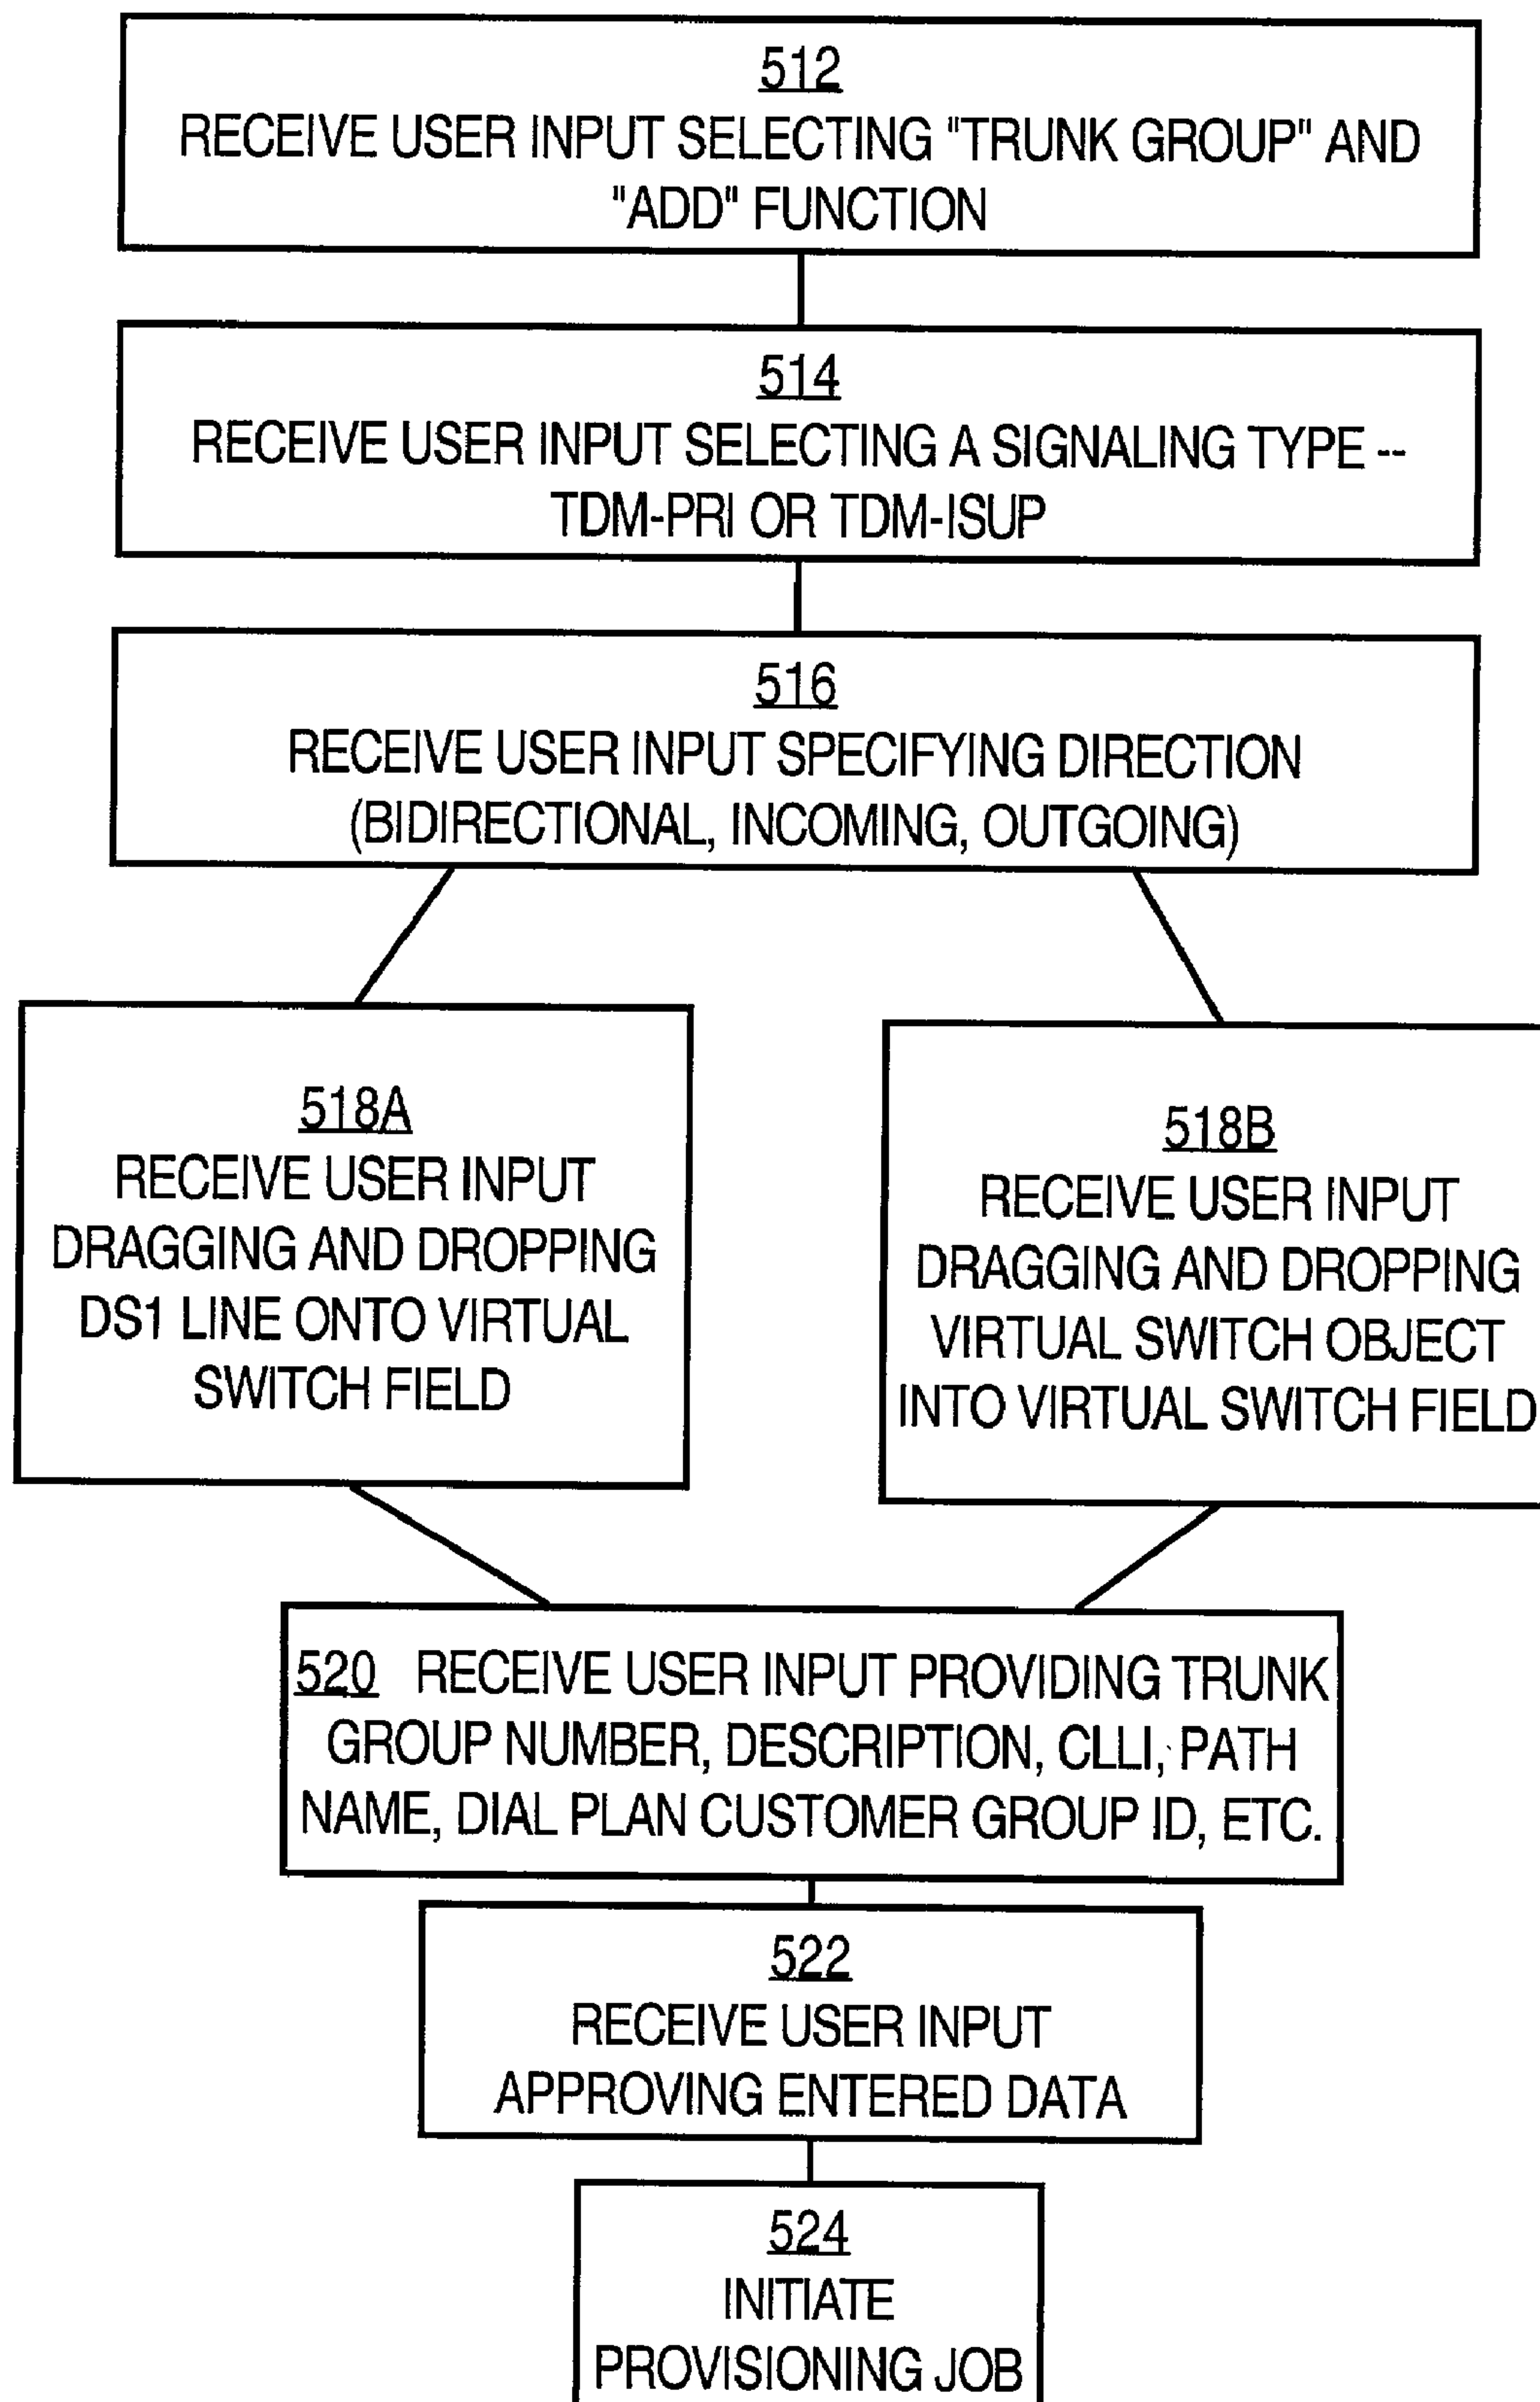 512
RECEIVE USER INPUT SELECTING "TRUNK GROUP" AND
"ADD" FUNCTION
514
RECEIVE USER INPUT SELECTING A SIGNALING TYPE --
TDM-PRI OR TDM-ISUP
516
RECEIVE USER INPUT SPECIFYING DIRECTION
(BIDIRECTIONAL, INCOMING, OUTGOING)
518A
RECEIVE USER INPUT
DRAGGING AND DROPPING
DS1 LINE ONTO VIRTUAL
SWITCH FIELD
518B
RECEIVE USER INPUT
DRAGGING AND DROPPING
VIRTUAL SWITCH OBJECT
INTO VIRTUAL SWITCH FIELD
520 RECEIVE USER INPUT PROVIDING TRUNK
GROUP NUMBER, DESCRIPTION, CLLI, PATH
NAME, DIAL PLAN CUSTOMER GROUP ID, ETC.
522
RECEIVE USER INPUT
APPROVING ENTERED DATA
524
INITIATE
PROVISIONING JOB